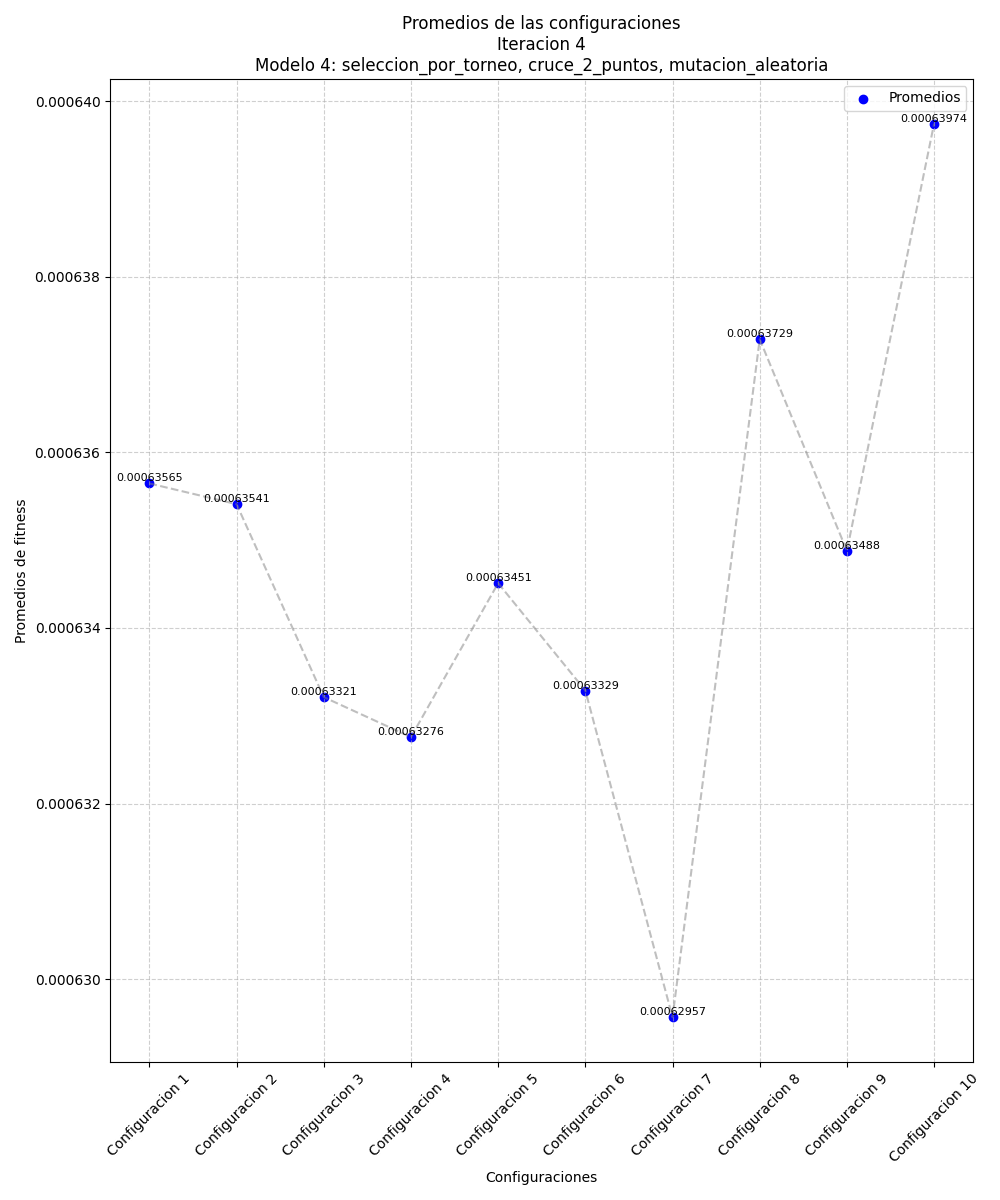 Promedios de las configuraciones
Iteracion 4
Modelo 4: seleccion_por_torneo, cruce_2_puntos, mutacion_aleatoria
Promedios
0.000640
0.000638
0.000636
0.000634
0.000632
0.000630
Promedios de fitness
0.00063565
0.00063541
0.00063321
0.00063276
0.00063451
0.00063329
0.00062957
0.00063729
0.00063488
0.00063974
Configuracion 1
Configuracion 2
Configuracion 3
Configuracion 4
Configuracion 5
Configuracion 6
Configuracion 7
Configuracion 8
Configuracion 9
Configuracion 10
Configuraciones